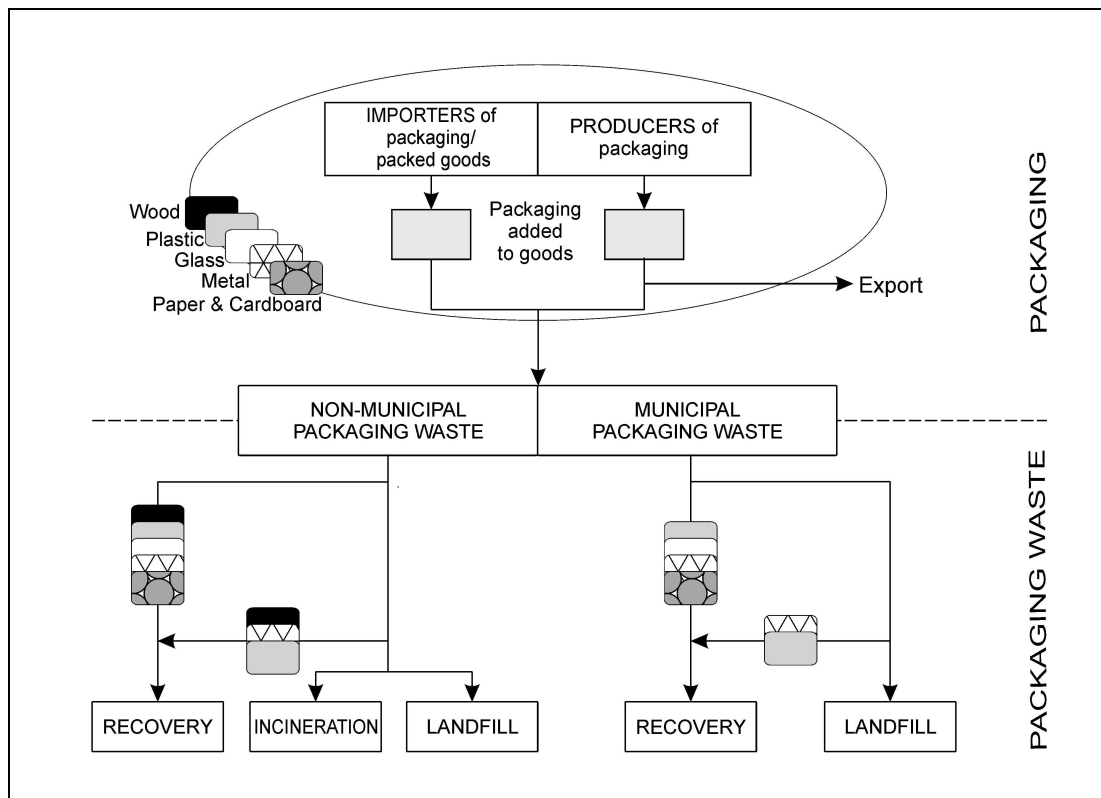 IMPORTERS of
packaging/
packed goods
PRODUCERS of
packaging
Wood
Plastic
Glass
Metal
Paper & Cardboard
Packaging
added
to goods
Export
PACKAGING
NON-MUNICIPAL
PACKAGING WASTE
MUNICIPAL
PACKAGING WASTE
PACKAGING WASTE
RECOVERY
INCINERATION
LANDFILL
RECOVERY
LANDFILL